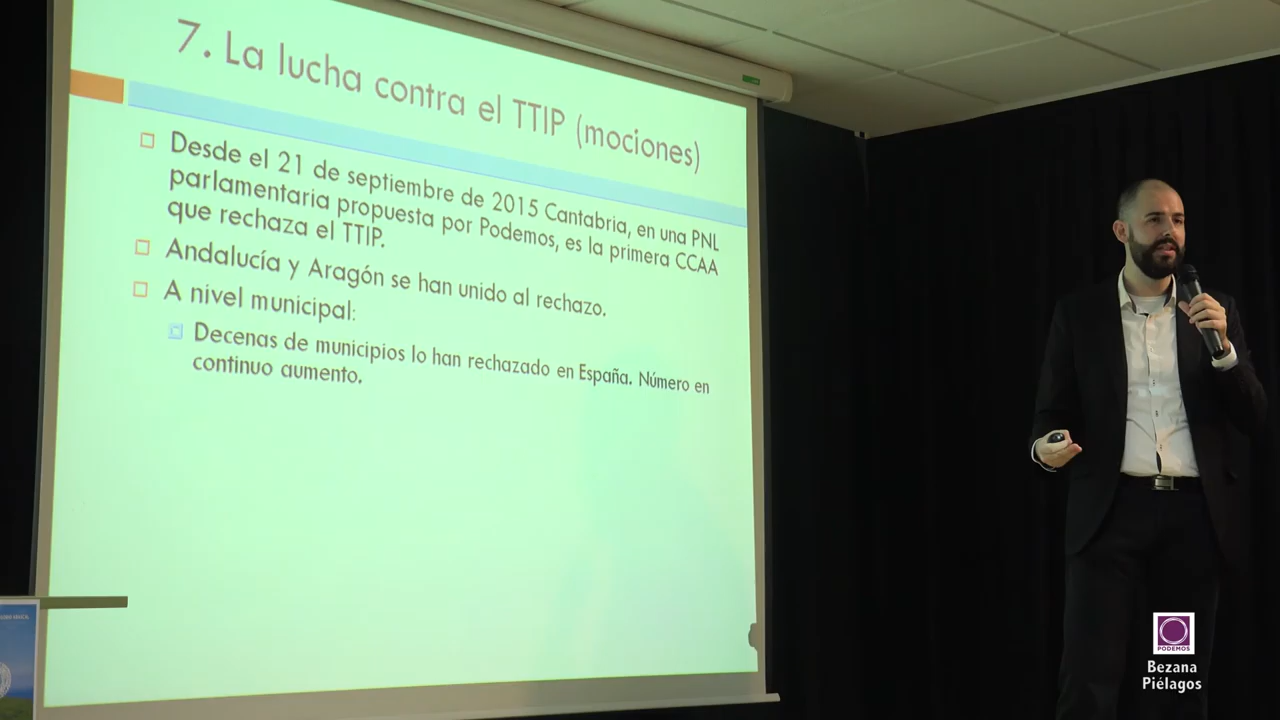 7. La lucha contra el TTIP (mociones)
Desde el 21 de septiembre de 2015 Cantabria, en una PNL
parlamentaria propuesta por Podemos, es la primera CCAA
que rechaza el TTIP.
Andalucía y Aragón se han unido al rechazo.
A nivel municipal:
Decenas de municipios lo han rechazado en España. Número en
continuo aumento.
PODEMOS
Bezana
Piélagos